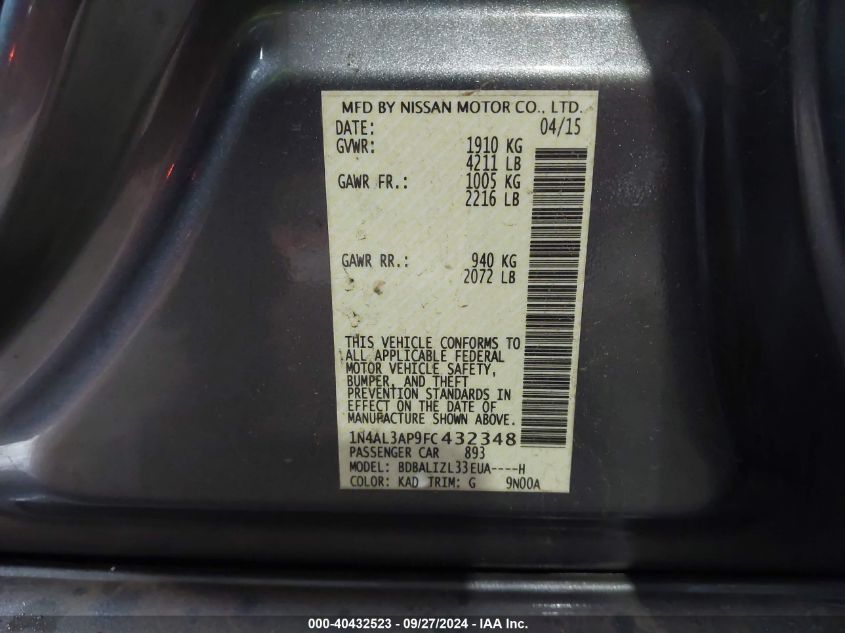 MFD BY NISSAN MOTOR CO., LTD.
DATE: 04/15
GVWR: 1910 KG
4211 LB
GAWR FR.: 1005 KG
2216 LB
GAWR RR.: 940 KG
2072 LB
THIS VEHICLE CONFORMS TO
ALL APPLICABLE FEDERAL
MOTOR VEHICLE SAFETY,
BUMPER, AND THEFT
PREVENTION STANDARDS IN
EFFECT ON THE DATE OF
MANUFACTURE SHOWN ABOVE.
1N4AL3AP9FC432348
PASSENGER CAR 893
MODEL: BDBALIZL33EUA----H
COLOR: KAD TRIM: G 9N00A
000-40432523 - 09/27/2024 - IAA Inc.